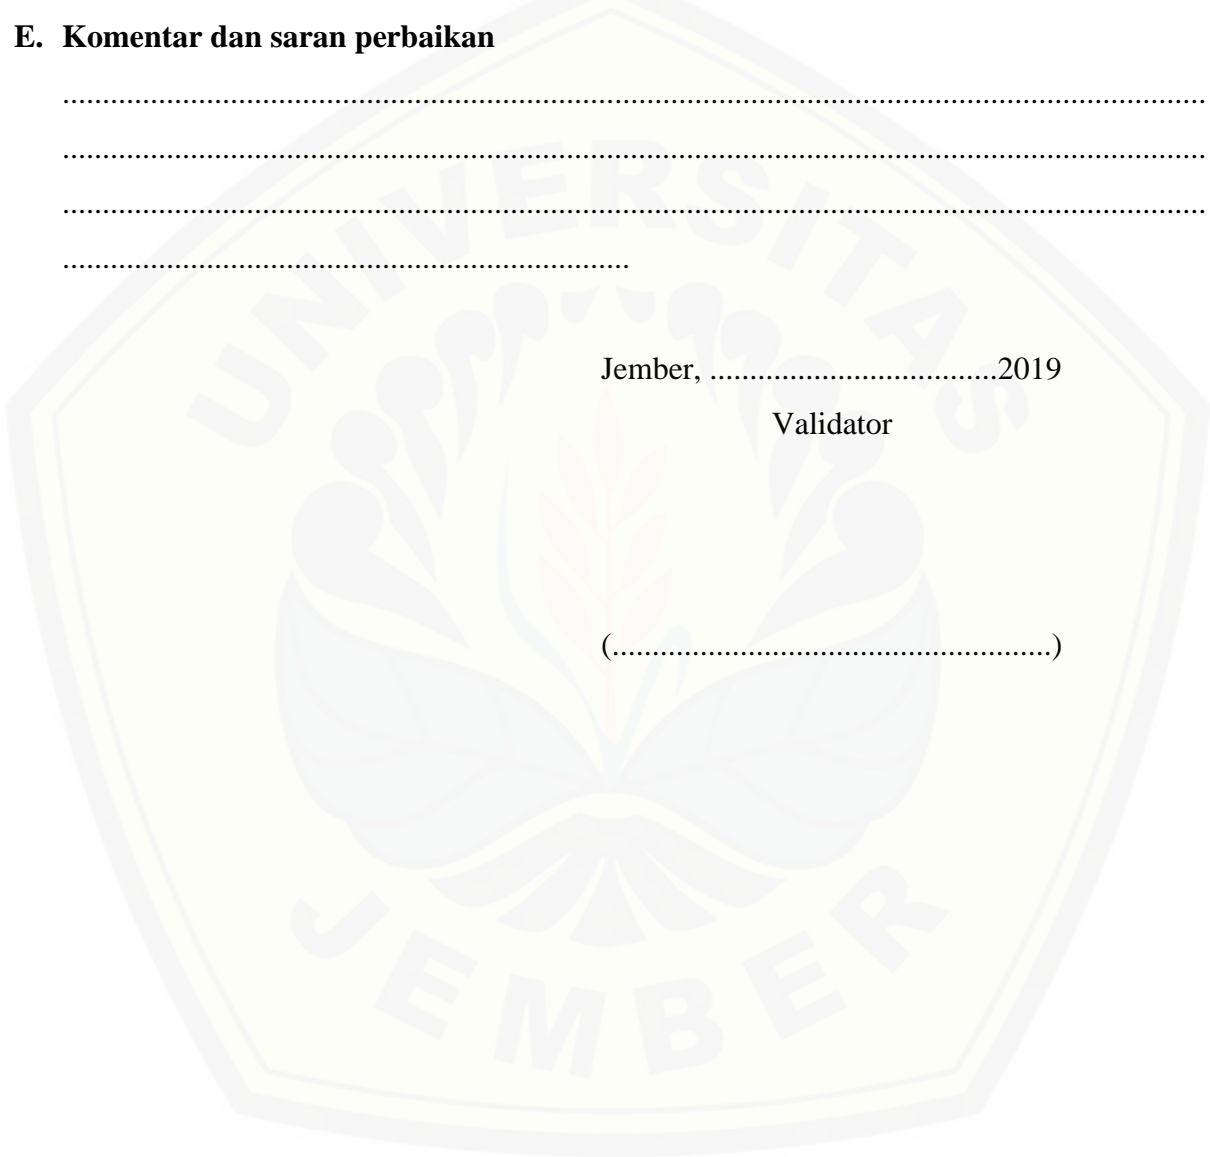 E. Komentar dan saran perbaikan
...............................................................................................................................................
...............................................................................................................................................
...............................................................................................................................................
.......................................................................
Jember, ....................................2019
Validator
(.......................................................)
UNIVERSITAS
JEMBER